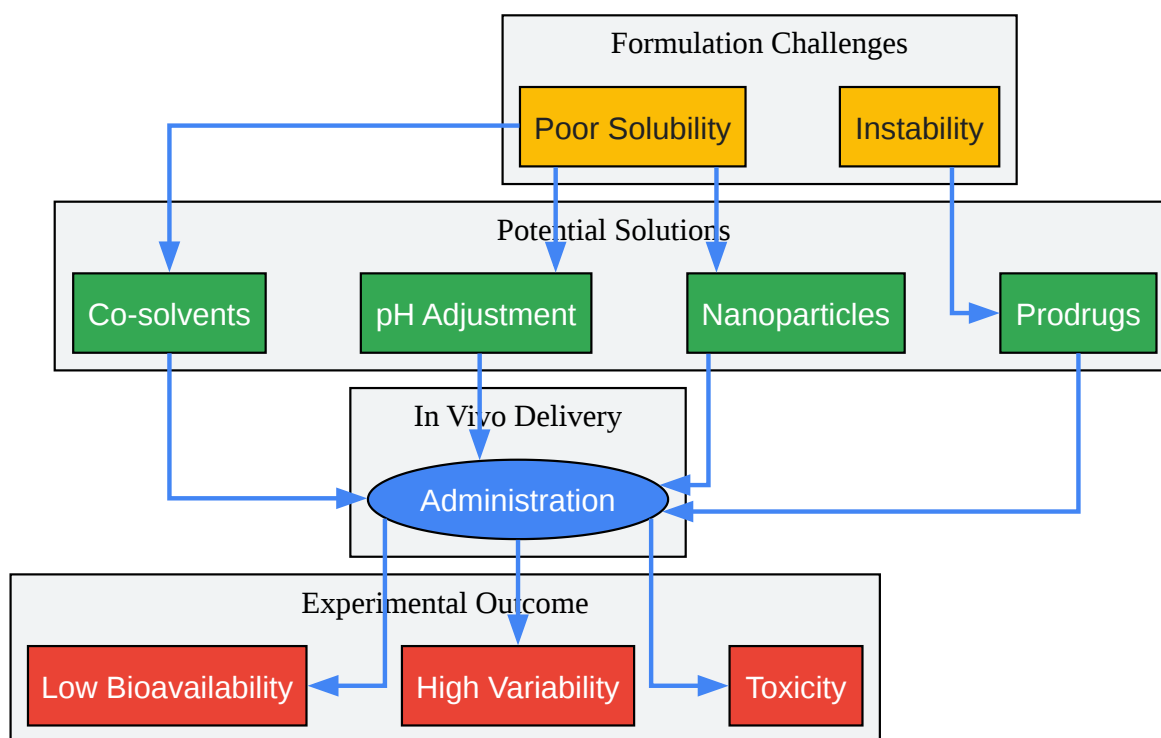 Formulation Challenges
Poor Solubility
Instability
Potential Solutions
Co-solvents
pH Adjustment
Nanoparticles
Prodrugs
In Vivo Delivery
Administration
Experimental Outcome
Low Bioavailability
High Variability
Toxicity